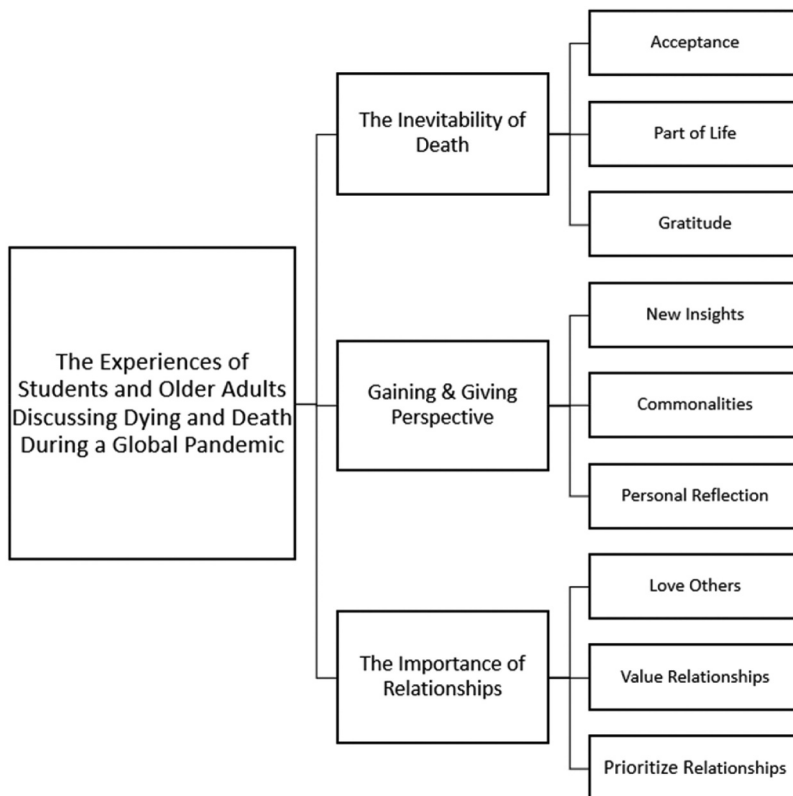 The Experiences of
Students and Older Adults
Discussing Dying and Death
During a Global Pandemic
The Inevitability of
Death
Acceptance
Part of Life
Gratitude
Gaining & Giving
Perspective
New Insights
Commonalities
Personal Reflection
The Importance of
Relationships
Love Others
Value Relationships
Prioritize Relationships